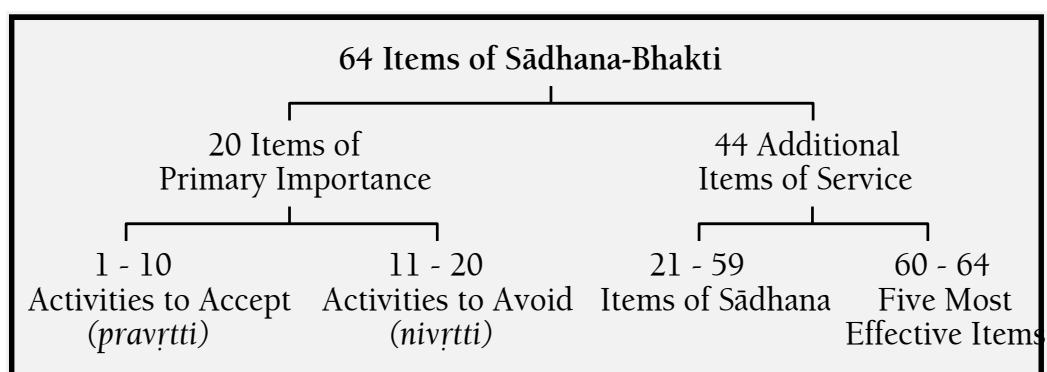 64 Items of Sādhana-Bhakti
20 Items of
Primary Importance
44 Additional
Items of Service
1 - 10
Activities to Accept
(pravṛtti)
11 - 20
Activities to Avoid
(nivṛtti)
21 - 59
Items of Sādhana
60 - 64
Five Most
Effective Items